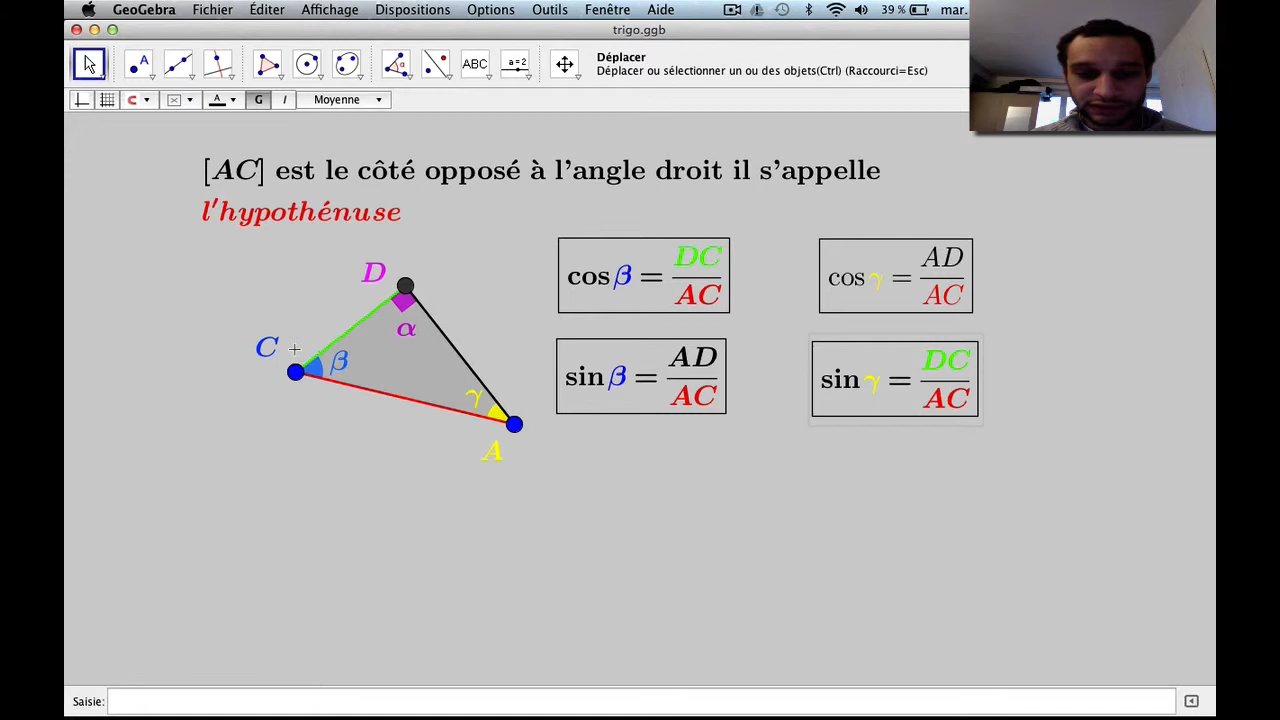 GeoGebra Fichier Éditer Affichage Dispositions Options Outils Fenêtre Aide 39 % mar.
trigo.ggb
A ABC a=2 α
Déplacer
Déplacer ou sélectionner un ou des objets(Ctrl) (Raccourci=Esc)
A G I Moyenne
[AC] est le côté opposé à l'angle droit il s'appelle
l'hypothénuse
D
C
α
β
γ
A
cos β = DC/AC
cos γ = AD/AC
sin β = AD/AC
sin γ = DC/AC
Saisie: